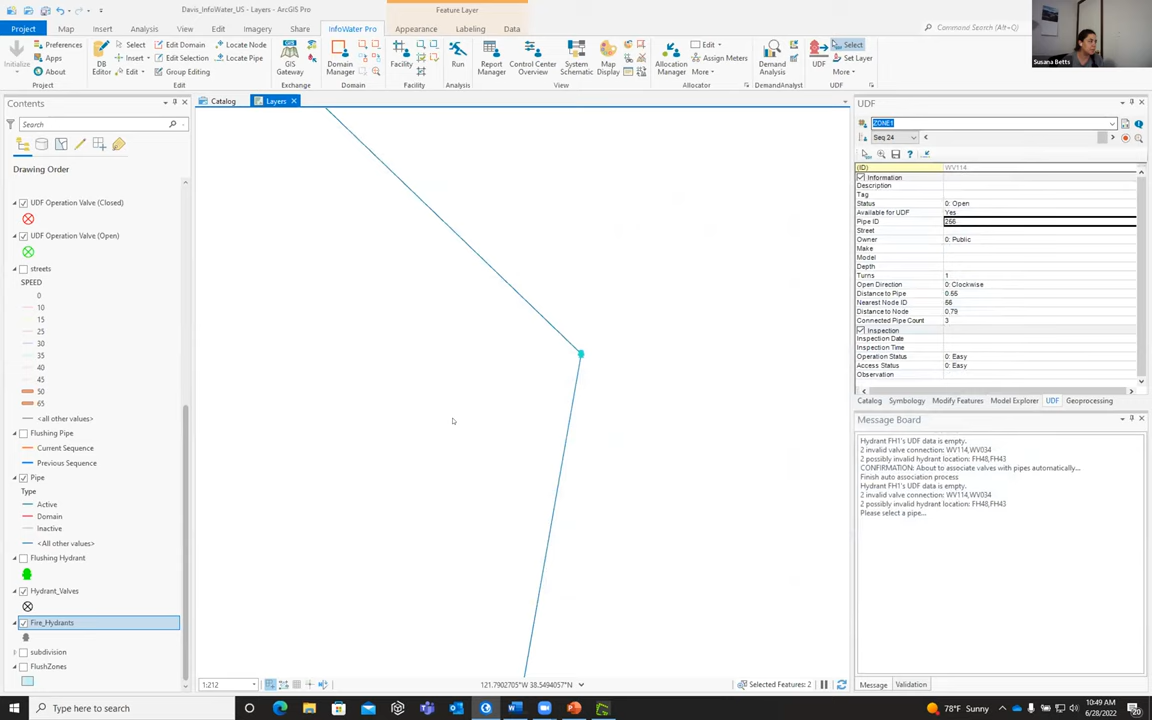 Davis_InfoWater_US - Layers - ArcGIS Pro
Feature Layer
Project Map Insert Analysis View Edit Imagery Share InfoWater Pro Appearance Labeling Data
Command Search (Alt+Q)
Susana Betts
Initialize
Preferences
Apps
About
Project
DB Editor
Select
Insert
Edit
Edit Domain
Edit Selection
Group Editing
Locate Node
Locate Pipe
Edit
GIS Gateway
Exchange
Domain Manager
Domain
Facility
Facility
Run
Analysis
Report Manager
Control Center Overview
System Schematic
Map Display
View
Allocation Manager
Edit
Assign Meters
More
Allocator
Demand Analysis
DemandAnalyst
UDF
Select
Set Layer
More
UDF
Contents
Search
Drawing Order
UDF Operation Valve (Closed)
UDF Operation Valve (Open)
streets
SPEED
0
10
15
25
30
35
40
45
50
65
<all other values>
Flushing Pipe
Current Sequence
Previous Sequence
Pipe
Type
Active
Domain
Inactive
<All other values>
Flushing Hydrant
Hydrant_Valves
Fire_Hydrants
subdivision
FlushZones
Catalog Layers
1:212
121.7902705°W 38.5494057°N
Selected Features: 2
UDF
ZONE1
Seq 24
(ID) WV114
Information
Description
Tag
Status 0: Open
Available for UDF Yes
Pipe ID 266
Street
Owner 0: Public
Make
Model
Depth
Turns 1
Open Direction 0: Clockwise
Distance to Pipe 0.55
Nearest Node ID 56
Distance to Node 0.79
Connected Pipe Count 3
Inspection
Inspection Date
Inspection Time
Operation Status 0: Easy
Access Status 0: Easy
Observation
Catalog Symbology Modify Features Model Explorer UDF Geoprocessing
Message Board
Hydrant FH1's UDF data is empty.
2 invalid valve connection: WV114,WV034
2 possibly invalid hydrant location: FH48,FH43
CONFIRMATION: About to associate valves with pipes automatically...
Finish auto association process
Hydrant FH1's UDF data is empty.
2 invalid valve connection: WV114,WV034
2 possibly invalid hydrant location: FH48,FH43
Please select a pipe...
Message Validation
Type here to search
78°F Sunny
10:49 AM
6/28/2022
20